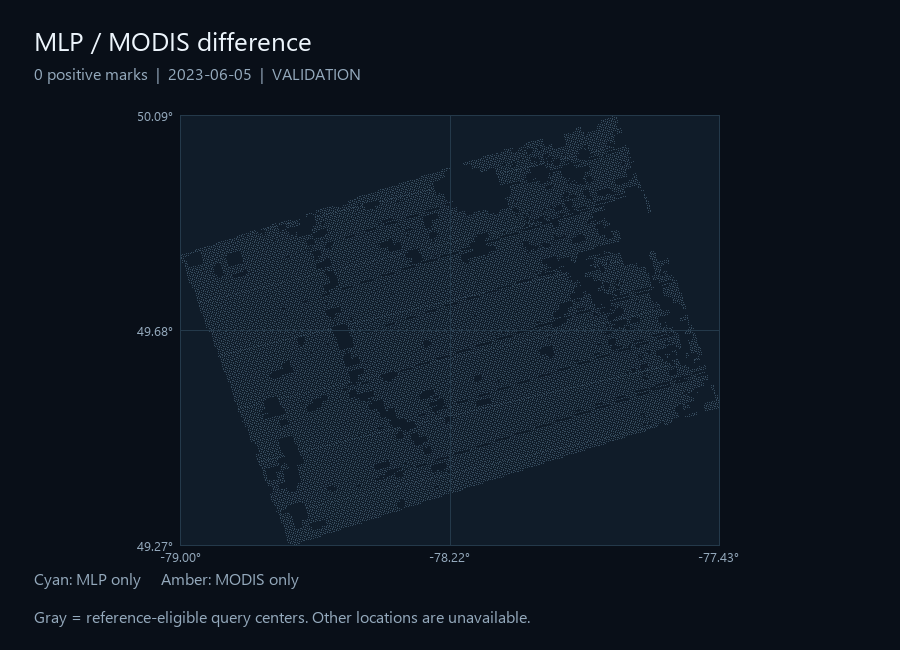 MLP / MODIS difference
0 positive marks | 2023-06-05 | VALIDATION
50.09°
49.68°
49.27°
-79.00°
-78.22°
-77.43°
Cyan: MLP only Amber: MODIS only
Gray = reference-eligible query centers. Other locations are unavailable.